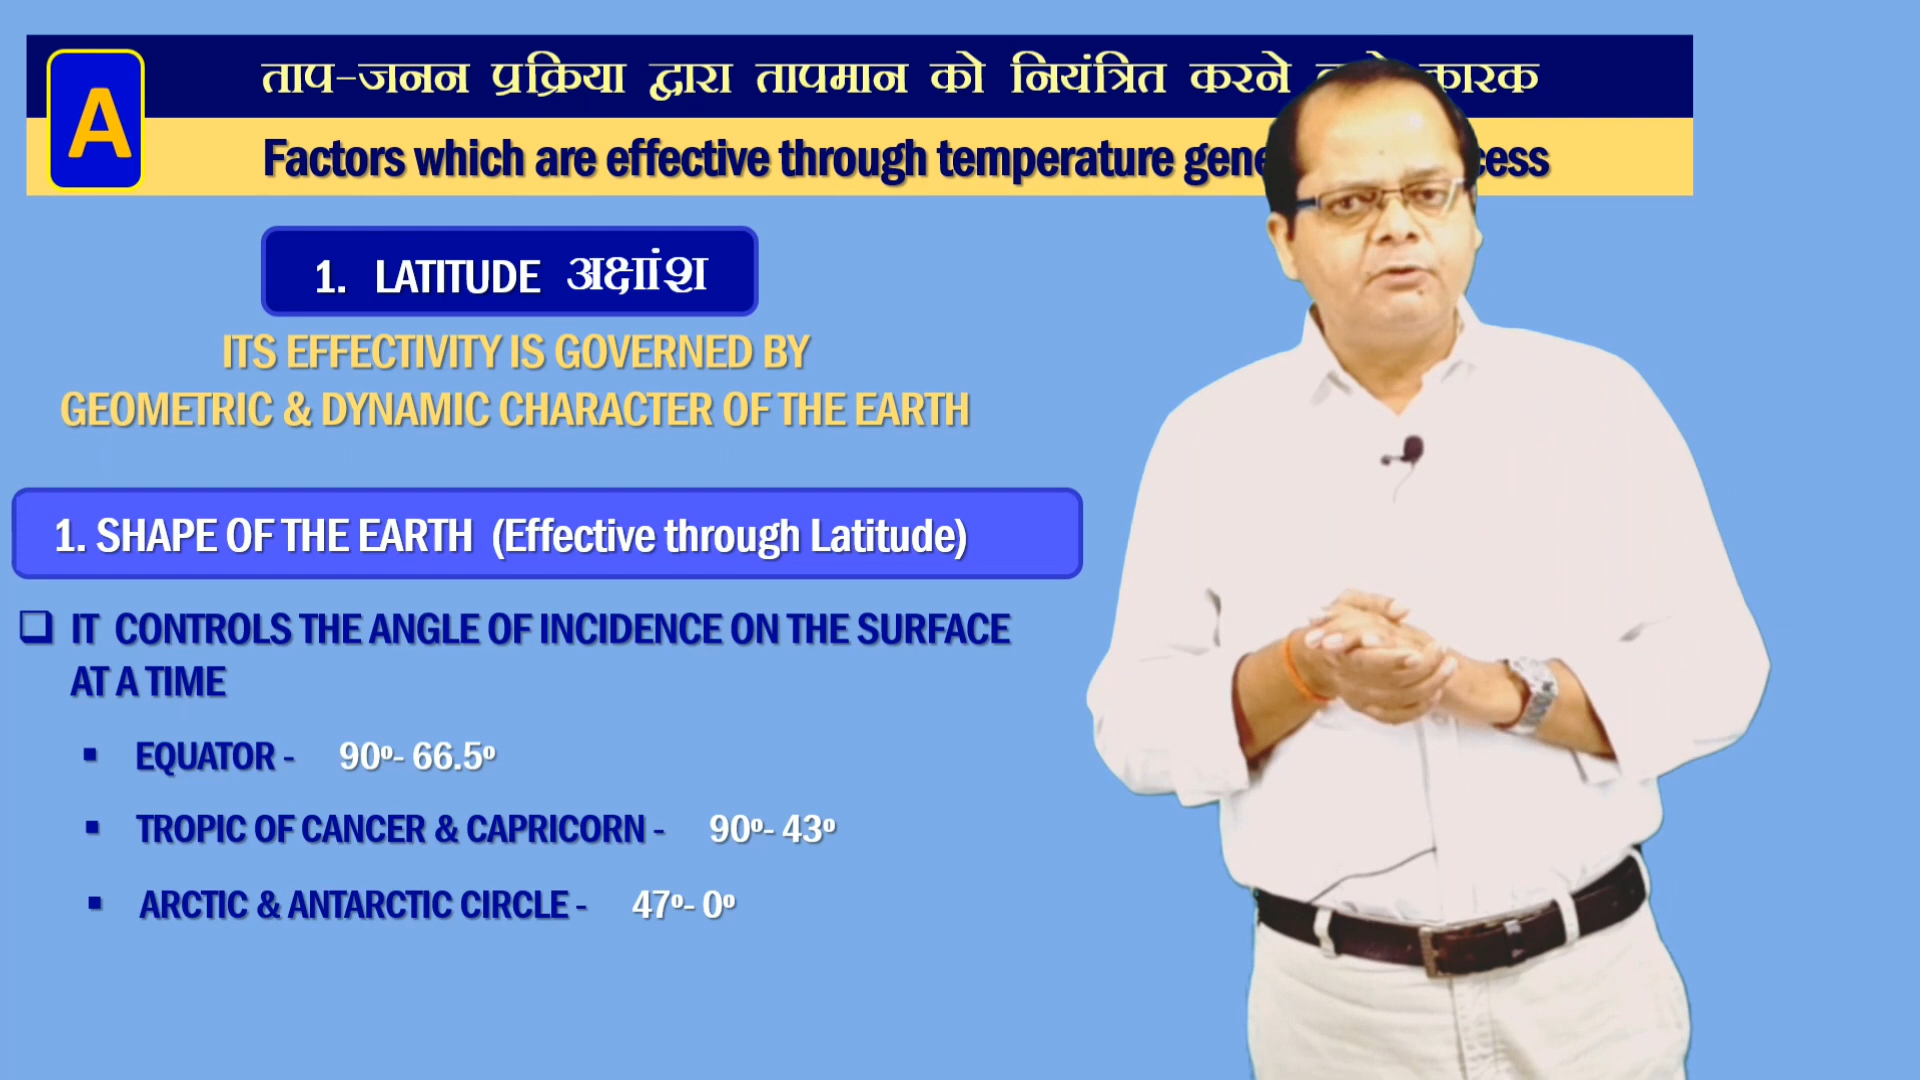 A
ताप-जनन प्रक्रिया द्वारा तापमान को नियंत्रित करने कारक
Factors which are effective through temperature
1. LATITUDE अक्षांश
ITS EFFECTIVITY IS GOVERNED BY
GEOMETRIC & DYNAMIC CHARACTER OF THE EARTH
1. SHAPE OF THE EARTH (Effective through Latitude)
❑ IT CONTROLS THE ANGLE OF INCIDENCE ON THE SURFACE
AT A TIME
▪ EQUATOR - 90º- 66.5º
▪ TROPIC OF CANCER & CAPRICORN - 90º- 43º
▪ ARCTIC & ANTARCTIC CIRCLE - 47º- 0º